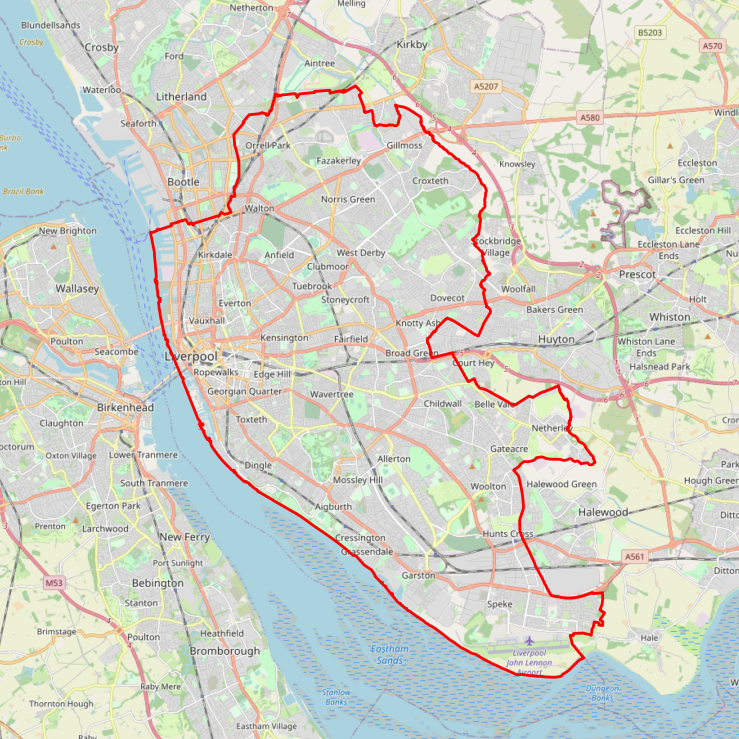 Netherton
Melling
Blundellsands
Crosby
Crosby
Kirkby
B5203
A570
Ford
Aintree
Waterloo
Litherland
A5207
Seaforth
A580
Windl
Orrell Park
Gillmoss
Fazakerley
Knowsley
Eccleston
Gillar's Green
Bootle
Croxteth
Brazil Bank
Norris Green
Walton
New Brighton
Eccleston Hill
Stockbridge
Village
Eccleston Lane
Ends
Kirkdale
Anfield
West Derby
Clubmoor
Prescot
Wallasey
Tuebrook
Woolfall
Everton
Stoneycroft
Dovecot
Holt
Bakers Green
Vauxhall
Knotty Ash
Whiston
Poulton
Kensington
Fairfield
Huyton
Whiston Lane
Ends
Seacombe
Liverpool
Broad Green
Court Hey
Halsnead Park
Ropewalks
Edge Hill
Georgian Quarter
Wavertree
Birkenhead
Childwall
Belle Vale
Claughton
Toxteth
Netherley
Gateacre
Oxton Village
Lower Tranmere
Dingle
Allerton
South Tranmere
Mossley Hill
Woolton
Halewood Green
Hough Green
Egerton Park
Aigburth
Halewood
Prenton
Larchwood
New Ferry
Cressington
Grassendale
Hunts Cross
A561
Port Sunlight
Garston
M53
Bebington
Stanton
Speke
Brimstage
Poulton
Heathfield
Hale
Bromborough
Eastham
Sands
Liverpool
John Lennon
Airport
Raby Mere
Stanlow
Banks
Dungeon
Banks
Thornton Hough
Eastham Village
Raby